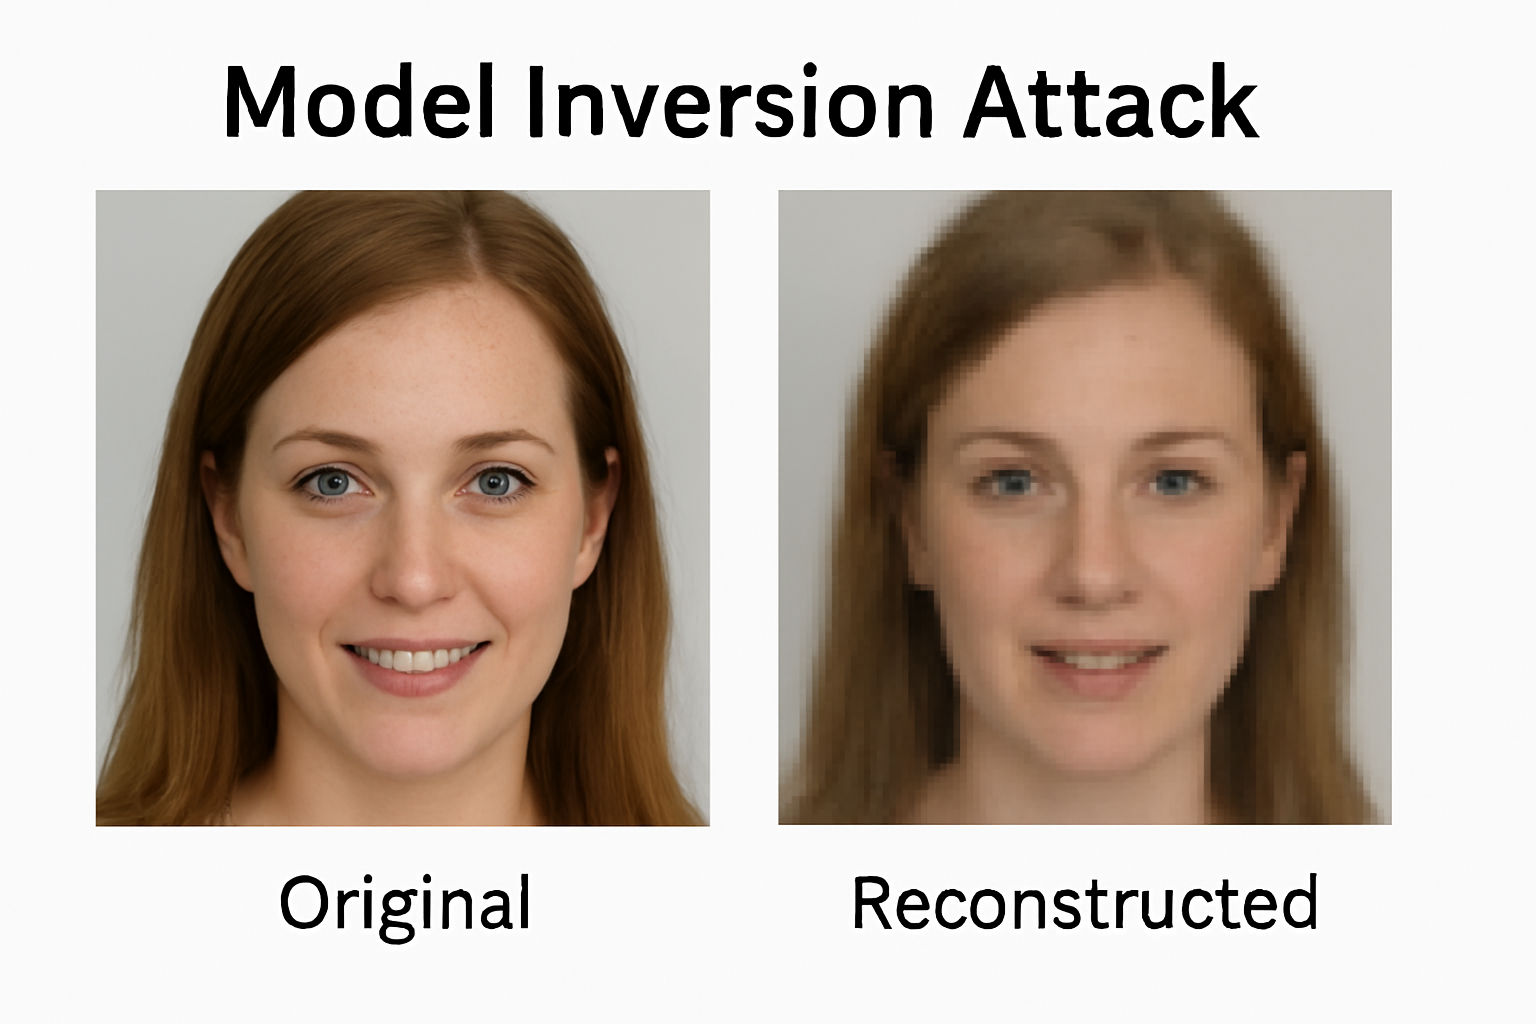 Model Inversion Attack
Original
Reconstructed